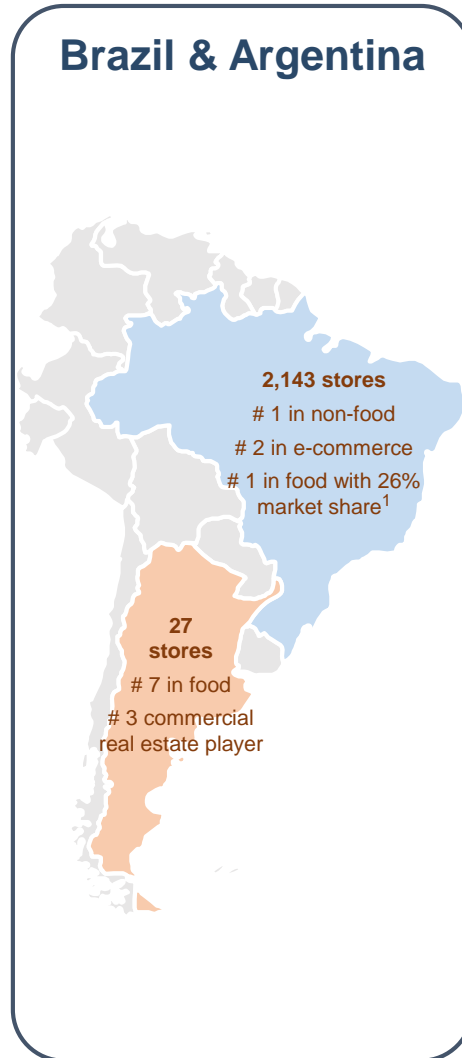 Brazil & Argentina
2,143 stores
# 1 in non-food
# 2 in e-commerce
# 1 in food with 26%
market share1
27
stores
# 7 in food
# 3 commercial
real estate player